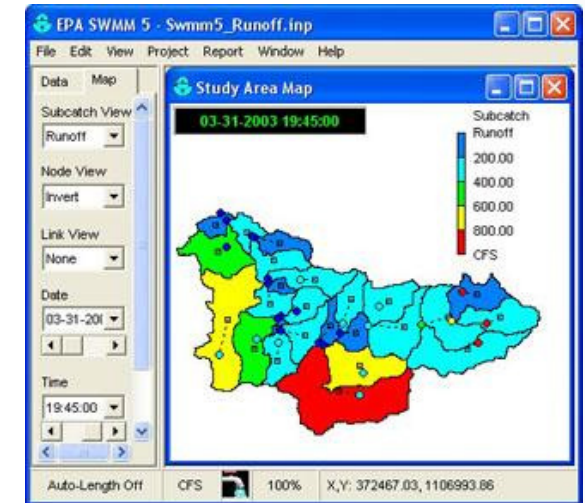 EPA SWMM 5 - Swmm5_Runoff.inp
File Edit View Project Report Window Help
Data Map
Subcatch View
Runoff
Node View
Invert
Link View
None
Date
03-31-200
Time
19:45:00
Study Area Map
03-31-2003 19:45:00
Subcatch
Runoff
200.00
400.00
600.00
800.00
CFS
Auto-Length Off CFS 100% X,Y: 372467.03, 1106993.86